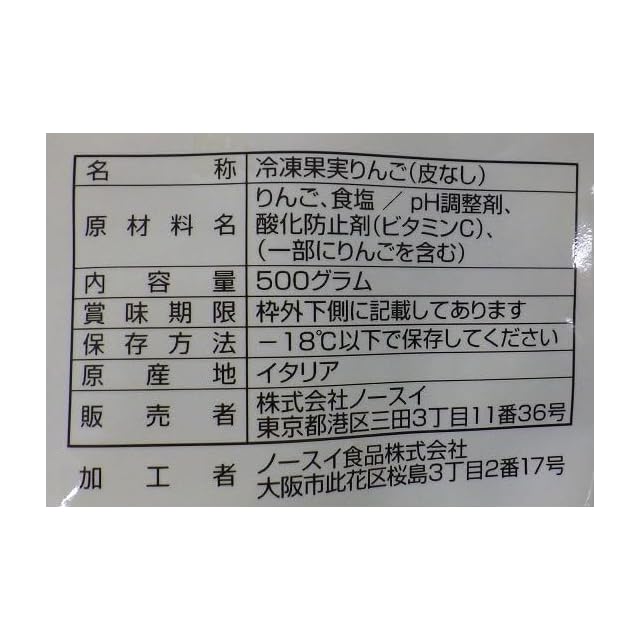 名称 冷凍果実りんご(皮なし)
原材料名 りんご、食塩 / pH調整剤、
酸化防止剤(ビタミンC)、
(一部にりんごを含む)
内容量 500グラム
賞味期限 枠外下側に記載してあります
保存方法 －18℃以下で保存してください
原産地 イタリア
販売者 株式会社ノースイ
東京都港区三田3丁目11番36号
加工者 ノースイ食品株式会社
大阪市此花区桜島3丁目2番17号